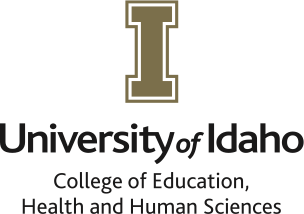 I
University of Idaho
College of Education,
Health and Human Sciences